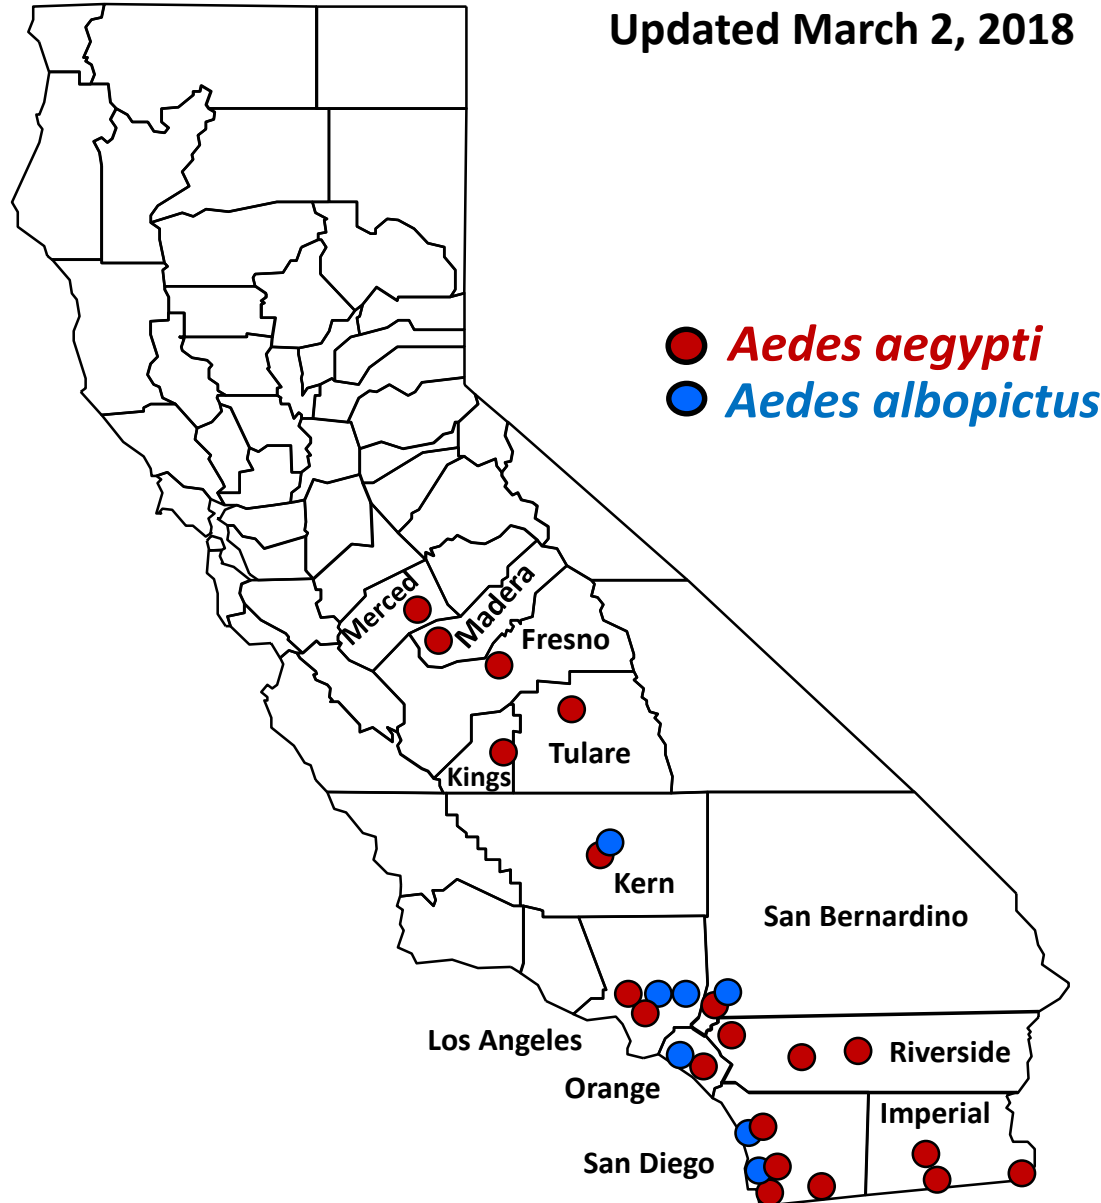 Updated March 2, 2018
Aedes aegypti
Aedes albopictus
Merced
Madera
Fresno
Tulare
Kings
Kern
San Bernardino
Los Angeles
Riverside
Orange
Imperial
San Diego